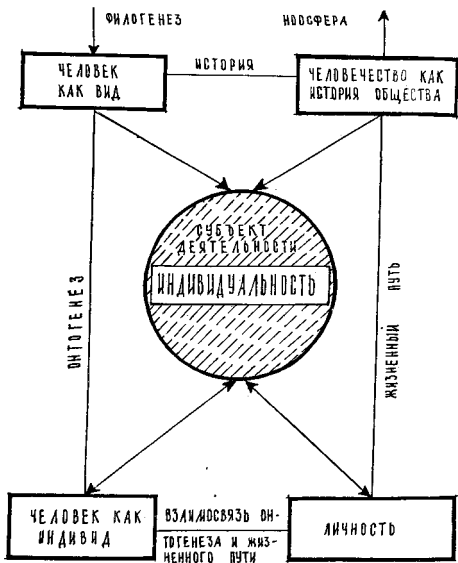 ФИЛОГЕНЕЗ
НООСФЕРА
ЧЕЛОВЕК
КАК ВИД
ИСТОРИЯ
ЧЕЛОВЕЧЕСТВО КАК
ИСТОРИЯ ОБЩЕСТВА
СУБЪЕКТ
ДЕЯТЕЛЬНОСТИ
ИНДИВИДУАЛЬНОСТЬ
ОНТОГЕНЕЗ
ЖИЗНЕННЫЙ ПУТЬ
ЧЕЛОВЕК КАК
ИНДИВИД
ВЗАИМОСВЯЗЬ ОН-
ТОГЕНЕЗА И ЖИЗ-
НЕННОГО ПУТИ
ЛИЧНОСТЬ